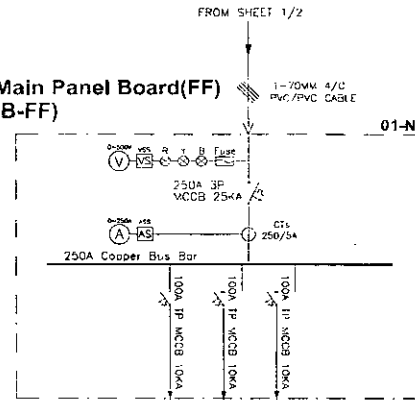 FROM SHEET 1/2
Main Panel Board(FF)
B-FF)
1-70MM 4/C
PVC/PVC CABLE
01-N
0-500V VSS R Y B Fuse
V VS
250A 3P
MCCB 25KA
0-250A ASS
A AS
CTs
250/5A
250A Copper Bus Bar
100A TP MCCB 10KA
100A TP MCCB 10KA
100A TP MCCB 10KA